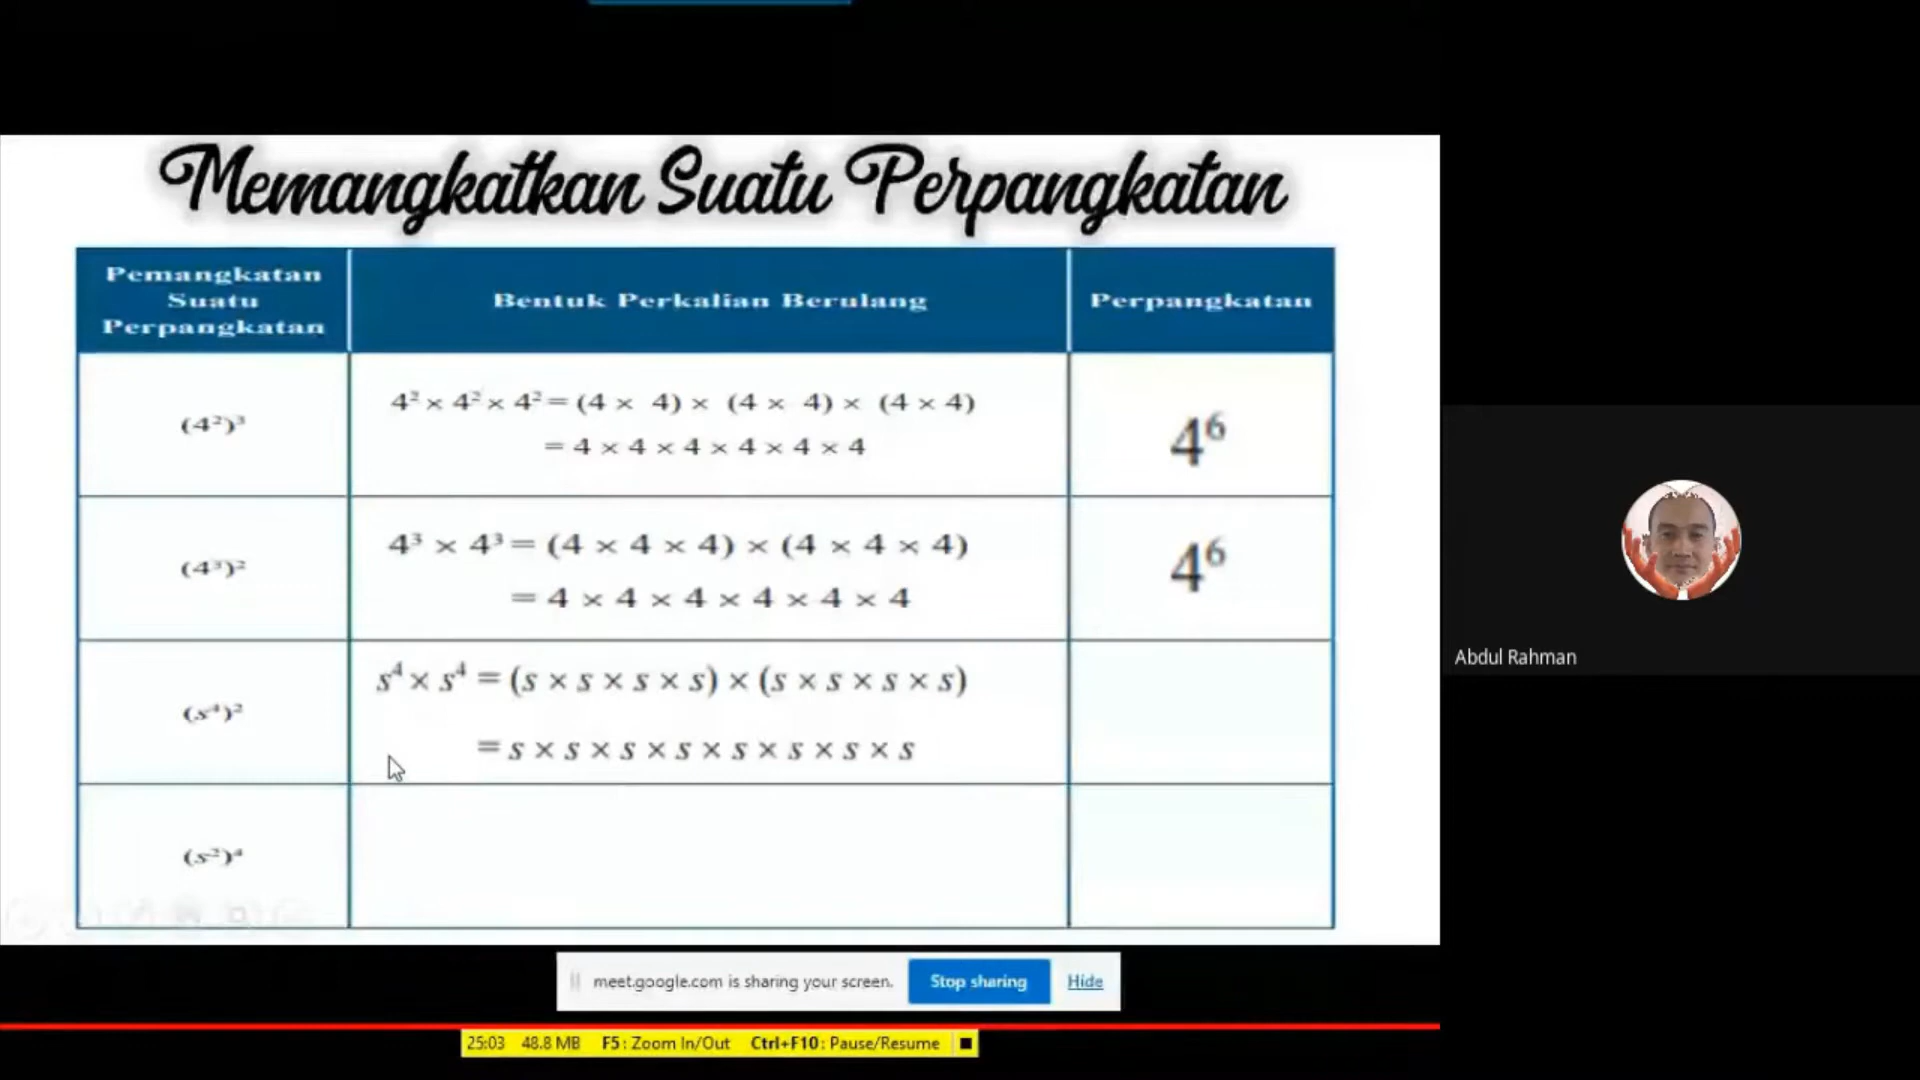 Memangkatkan Suatu Perpangkatan
Pemangkatan
Suatu
Perpangkatan
Bentuk Perkalian Berulang
Perpangkatan
(4²)³
4² × 4² × 4² = (4 × 4) × (4 × 4) × (4 × 4)
= 4 × 4 × 4 × 4 × 4 × 4
4⁶
(4³)²
4³ × 4³ = (4 × 4 × 4) × (4 × 4 × 4)
= 4 × 4 × 4 × 4 × 4 × 4
4⁶
(s⁴)²
s⁴ × s⁴ = (s × s × s × s) × (s × s × s × s)
= s × s × s × s × s × s × s × s
(s²)⁴
Abdul Rahman
meet.google.com is sharing your screen.
Stop sharing
Hide
25:03 48.8 MB F5: Zoom In/Out Ctrl+F10: Pause/Resume